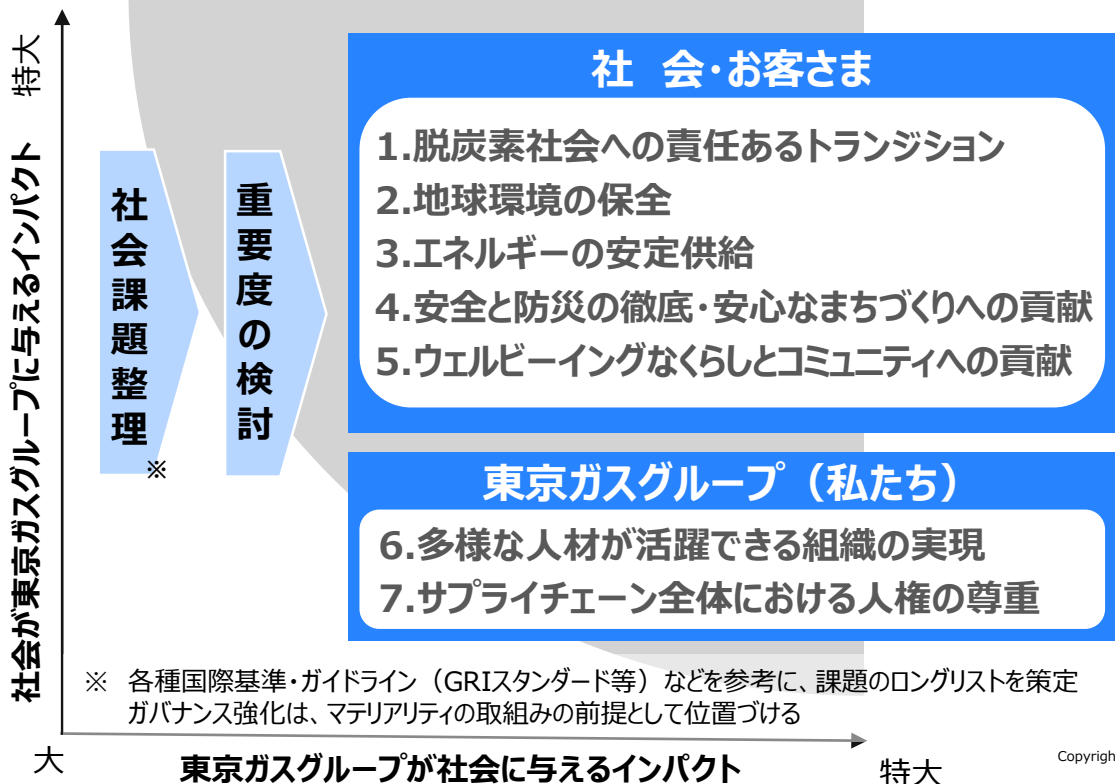 特大
社会が東京ガスグループに与えるインパクト
社会課題整理
※
重要度の検討
社 会・お客さま
1.脱炭素社会への責任あるトランジション
2.地球環境の保全
3.エネルギーの安定供給
4.安全と防災の徹底・安心なまちづくりへの貢献
5.ウェルビーイングなくらしとコミュニティへの貢献
東京ガスグループ（私たち）
6.多様な人材が活躍できる組織の実現
7.サプライチェーン全体における人権の尊重
※ 各種国際基準・ガイドライン（GRIスタンダード等）などを参考に、課題のロングリストを策定
ガバナンス強化は、マテリアリティの取組みの前提として位置づける
大
東京ガスグループが社会に与えるインパクト
特大
Copyrigh